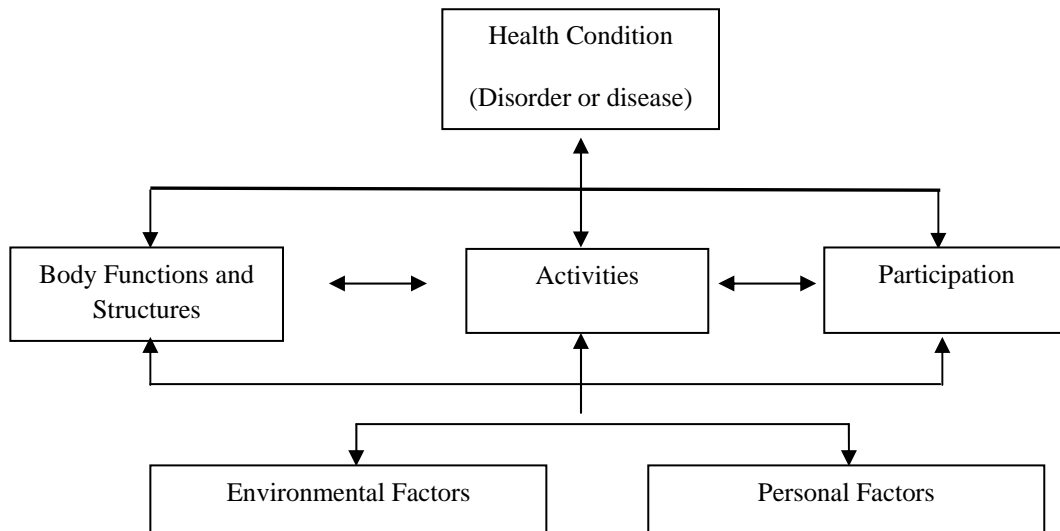 Health Condition
(Disorder or disease)
Body Functions and
Structures
Activities
Participation
Environmental Factors
Personal Factors